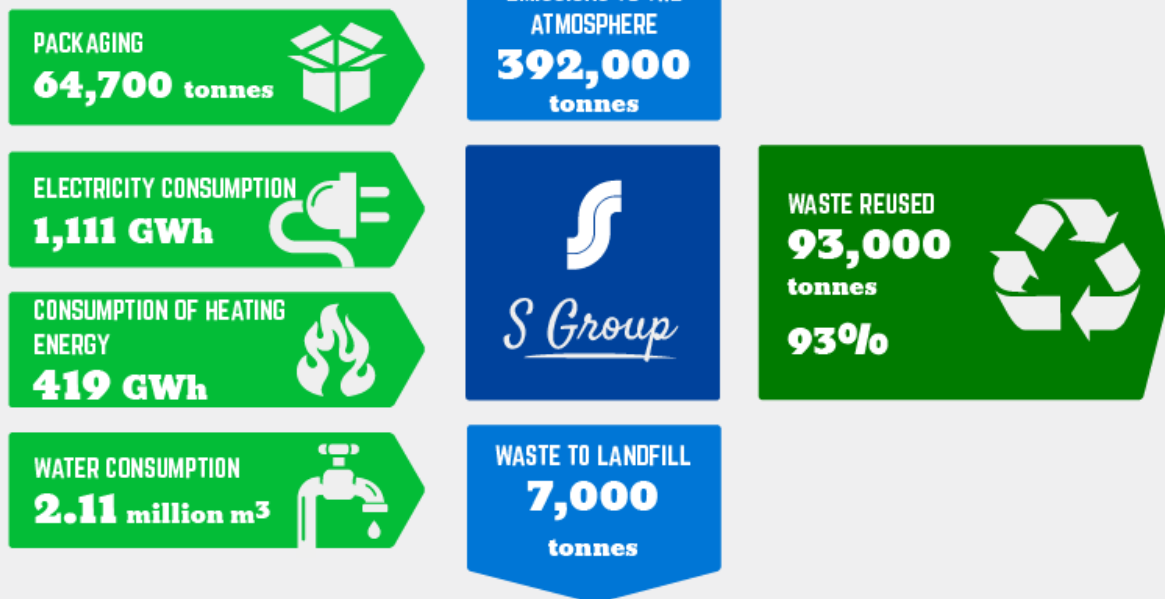 PACKAGING
64,700 tonnes
ELECTRICITY CONSUMPTION
1,111 GWh
CONSUMPTION OF HEATING
ENERGY
419 GWh
WATER CONSUMPTION
2.11 million m³
ATMOSPHERE
392,000
tonnes
S Group
WASTE TO LANDFILL
7,000
tonnes
WASTE REUSED
93,000
tonnes
93%